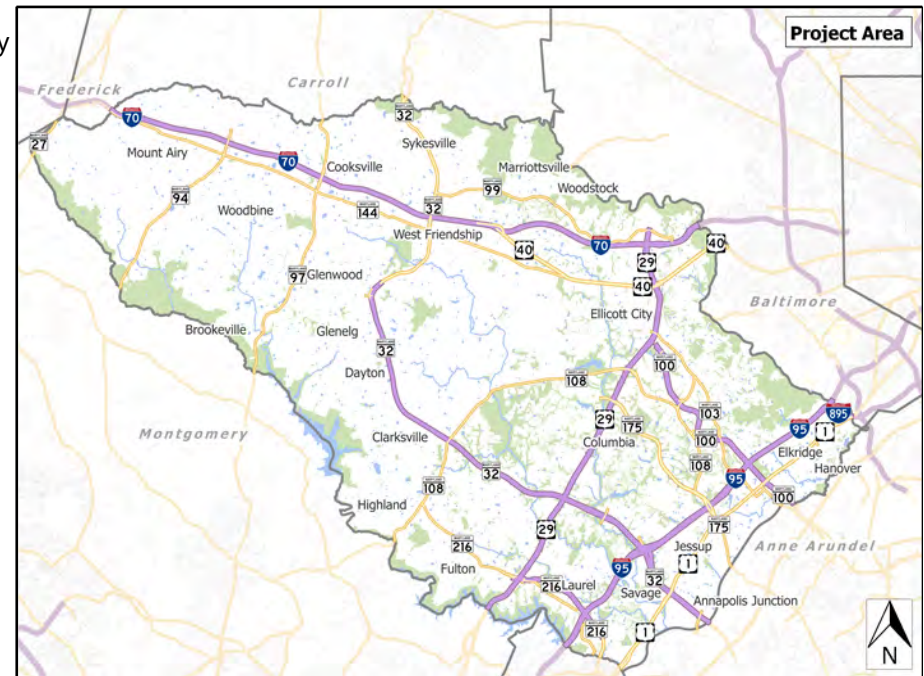 y
Project Area
Frederick
Carroll
70
27
Mount Airy
70
Cooksville
32
Sykesville
Marriottsville
99
Woodstock
94
Woodbine
144
32
West Friendship
40
70
29
40
97
Glenwood
40
Ellicott City
Baltimore
Brookeville
Glenelg
32
Dayton
108
100
29
175
Columbia
103
100
108
95
895
1
Elkridge
Hanover
Montgomery
Clarksville
32
95
100
Highland
108
29
175
Jessup
Anne Arundel
216
Fulton
1
95
32
216
Laurel
Savage
Annapolis Junction
216
1
N